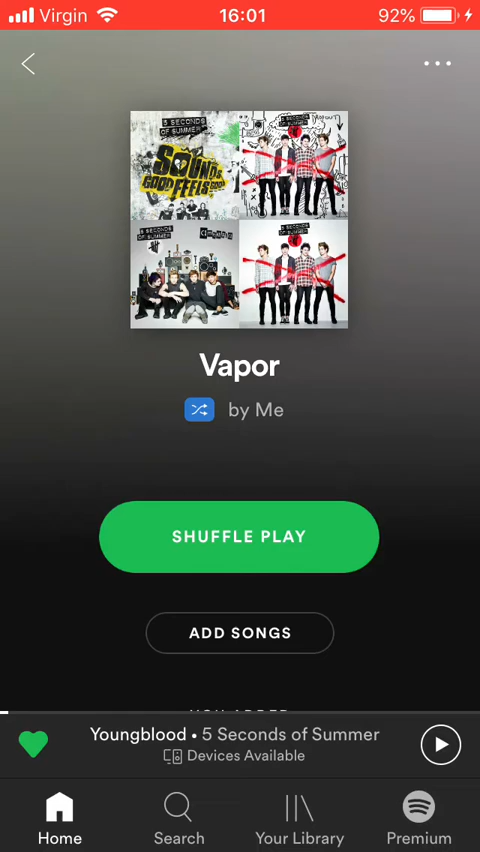 Virgin 16:01 92%
5 SECONDS OF SUMMER
SOUNDS GOOD FEELS GOOD
5 SECONDS OF SUMMER
5 SECONDS OF SUMMER
5 SECONDS OF SUMMER
Vapor
by Me
SHUFFLE PLAY
ADD SONGS
YOU ADDED
Youngblood • 5 Seconds of Summer
Devices Available
Home Search Your Library Premium